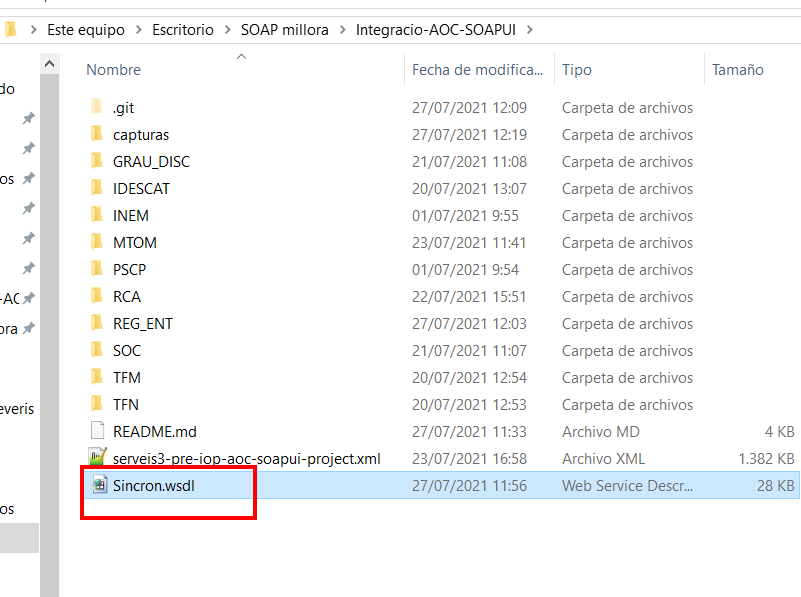 Este equipo > Escritorio > SOAP millora > Integracio-AOC-SOAPUI >
Nombre Fecha de modifica... Tipo Tamaño
do
.git 27/07/2021 12:09 Carpeta de archivos
capturas 27/07/2021 12:19 Carpeta de archivos
GRAU_DISC 21/07/2021 11:08 Carpeta de archivos
os
IDESCAT 20/07/2021 13:07 Carpeta de archivos
INEM 01/07/2021 9:55 Carpeta de archivos
MTOM 23/07/2021 11:41 Carpeta de archivos
PSCP 01/07/2021 9:54 Carpeta de archivos
-AC
RCA 22/07/2021 15:51 Carpeta de archivos
ora
REG_ENT 27/07/2021 12:03 Carpeta de archivos
SOC 21/07/2021 11:07 Carpeta de archivos
TFM 20/07/2021 12:54 Carpeta de archivos
everis
TFN 20/07/2021 12:53 Carpeta de archivos
README.md 27/07/2021 11:33 Archivo MD 4 KB
serveis3-pre-iop-aoc-soapui-project.xml 23/07/2021 16:58 Archivo XML 1.382 KB
Sincron.wsdl 27/07/2021 11:56 Web Service Descr... 28 KB
os